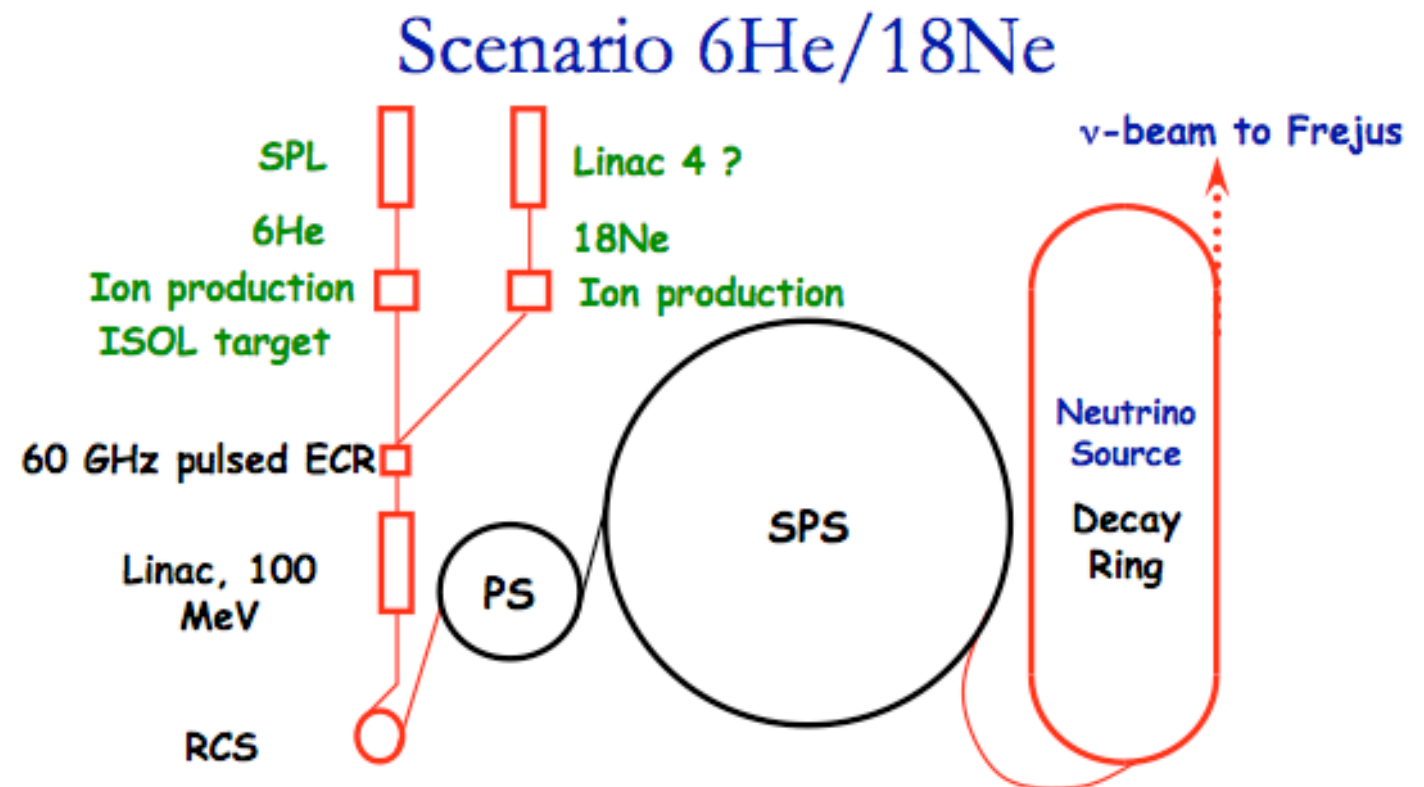 Scenario 6He/18Ne
ν-beam to Frejus
SPL
Linac 4 ?
6He
18Ne
Ion production
Ion production
ISOL target
Neutrino
Source
60 GHz pulsed ECR
Decay
Ring
SPS
Linac, 100
MeV
PS
RCS